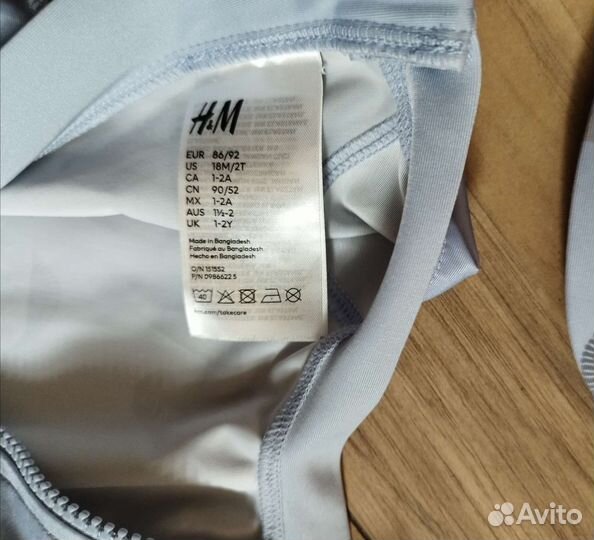 H&M
EUR 86/92
US 18M/2T
CA 1-2A
CN 90/52
MX 1-2A
AUS 1½-2
UK 1-2Y
Made in Bangladesh
Fabriqué au Bangladesh
Hecho en Bangladesh
O/N 151552
P/N 0986622 5
40
hm.com/takecare
Avito